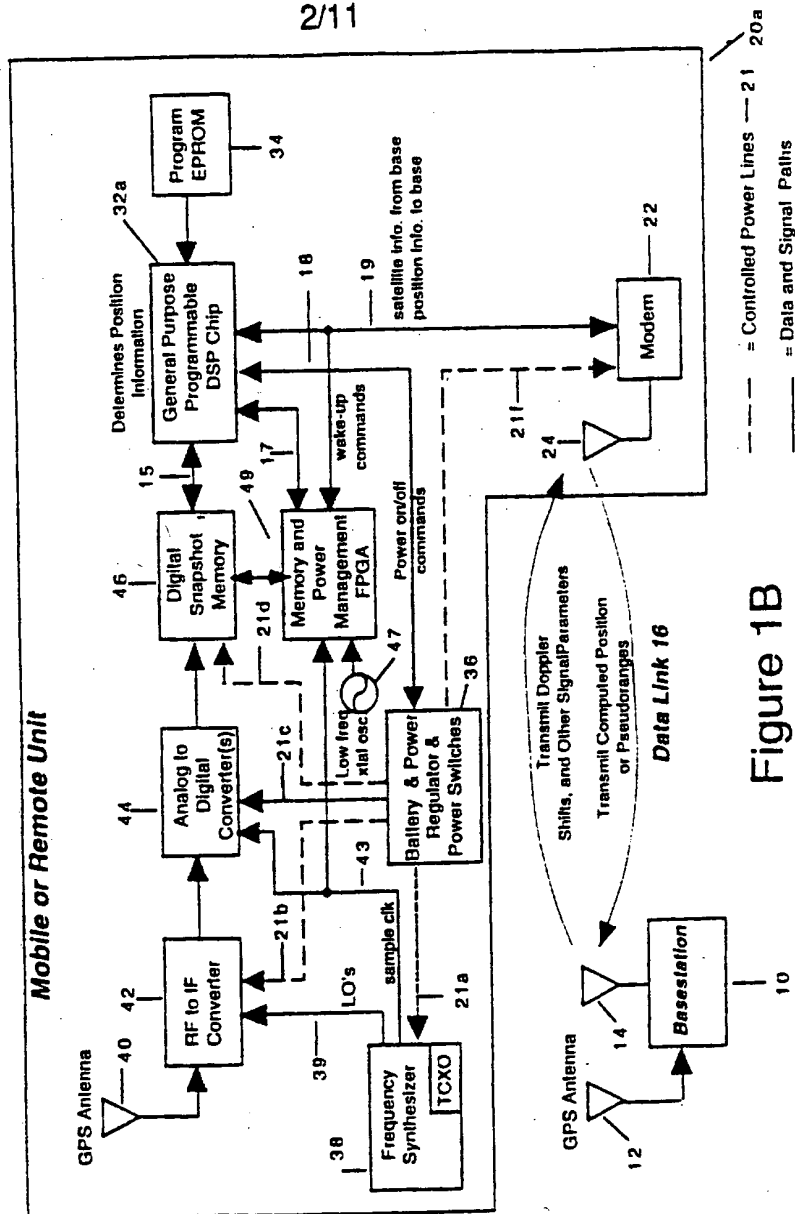 2/11
Mobile or Remote Unit
GPS Antenna
40
42
RF to IF
Converter
44
Analog to
Digital
Converter(s)
46
Digital
Snapshot
Memory
15
Determines Position
Information
32a
General Purpose
Programmable
DSP Chip
Program
EPROM
34
39
LO's
21b
43
sample clk
21c
21d
49
Memory and
Power
Management
FPGA
17
wake-up
commands
18
19
satellite info. from base
position info. to base
Low freq
xtal osc.
47
38
Frequency
Synthesizer
TCXO
21a
Battery & Power
Regulator &
Power Switches
36
Power on/off
commands
21f
24
Modem
22
20a
GPS Antenna
12
14
Basestation
10
Transmit Doppler
Shifts, and Other SignalParameters
Transmit Computed Position
or Pseudoranges
Data Link 16
= Controlled Power Lines
21
= Data and Signal Paths
Figure 1B